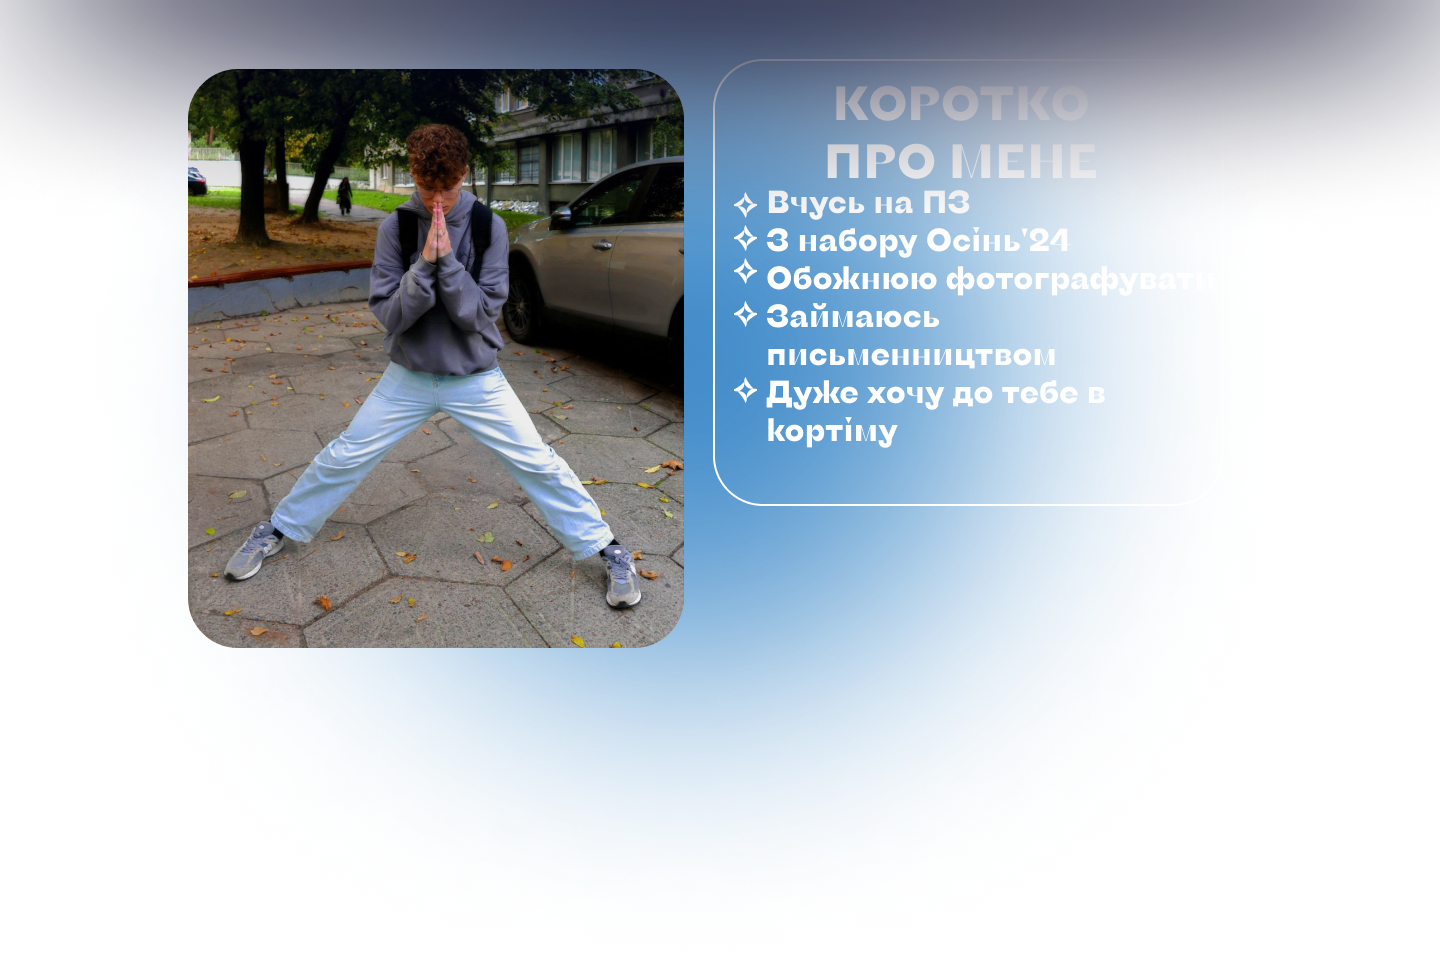 КОРОТКО
ПРО МЕНЕ
Вчусь на ПЗ
З набору Осінь'24
Обожнюю фотографувати
Займаюсь
письменництвом
Дуже хочу до тебе в
кортіму